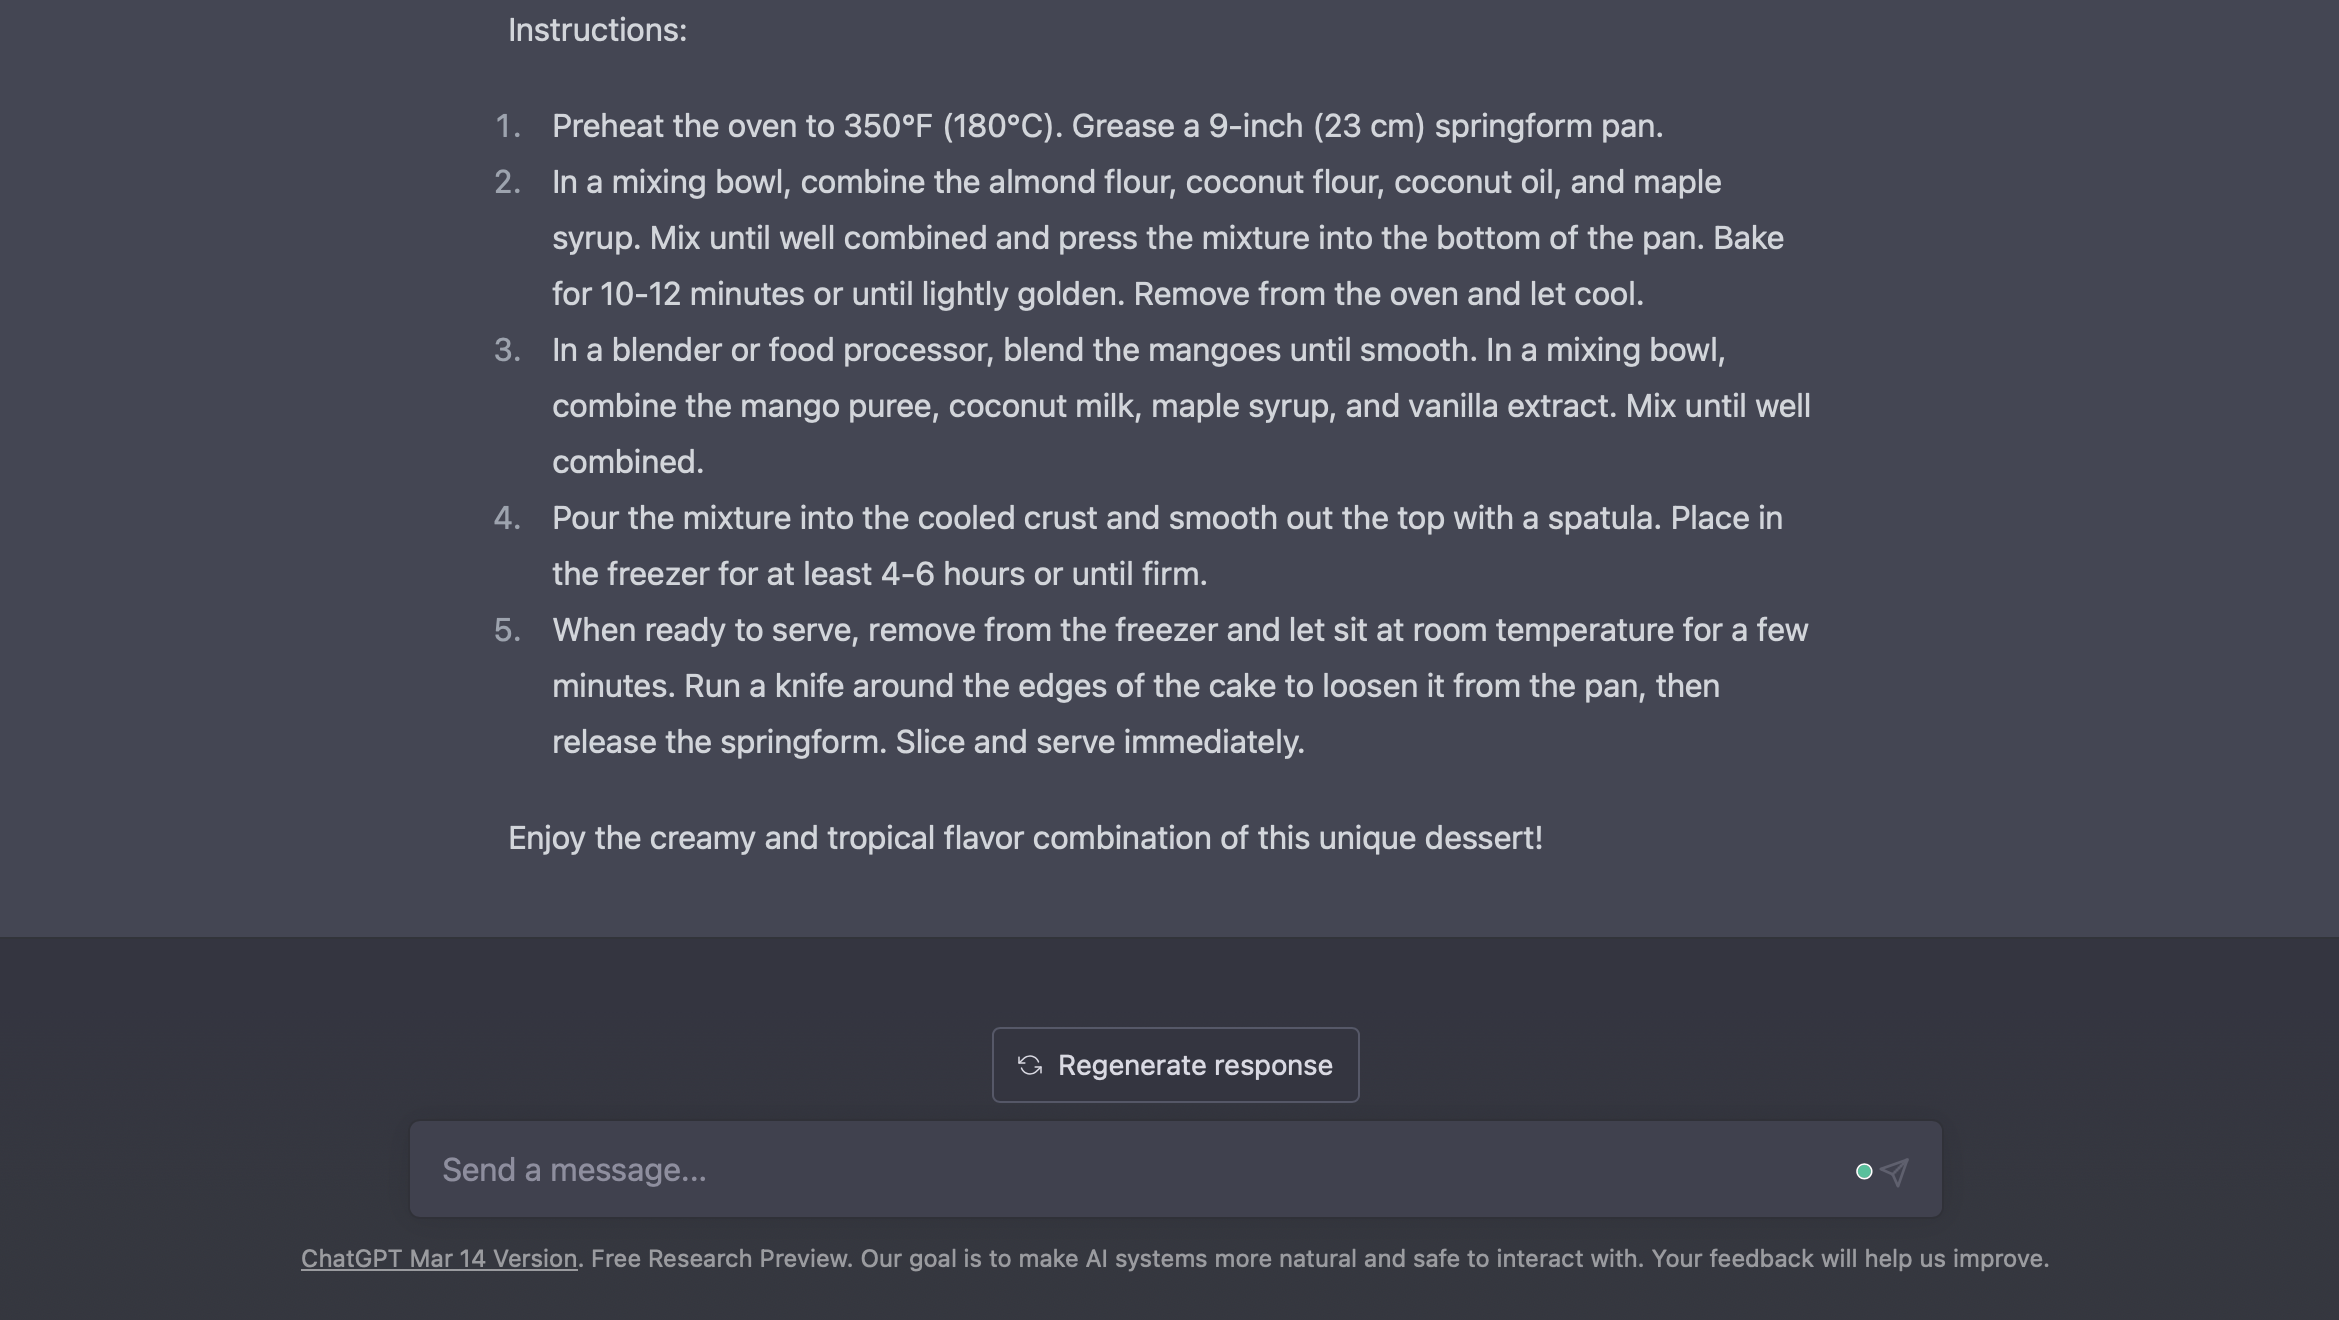 Instructions:
1. Preheat the oven to 350°F (180°C). Grease a 9-inch (23 cm) springform pan.
2. In a mixing bowl, combine the almond flour, coconut flour, coconut oil, and maple
syrup. Mix until well combined and press the mixture into the bottom of the pan. Bake
for 10-12 minutes or until lightly golden. Remove from the oven and let cool.
3. In a blender or food processor, blend the mangoes until smooth. In a mixing bowl,
combine the mango puree, coconut milk, maple syrup, and vanilla extract. Mix until well
combined.
4. Pour the mixture into the cooled crust and smooth out the top with a spatula. Place in
the freezer for at least 4-6 hours or until firm.
5. When ready to serve, remove from the freezer and let sit at room temperature for a few
minutes. Run a knife around the edges of the cake to loosen it from the pan, then
release the springform. Slice and serve immediately.
Enjoy the creamy and tropical flavor combination of this unique dessert!
Regenerate response
Send a message...
ChatGPT Mar 14 Version. Free Research Preview. Our goal is to make AI systems more natural and safe to interact with. Your feedback will help us improve.